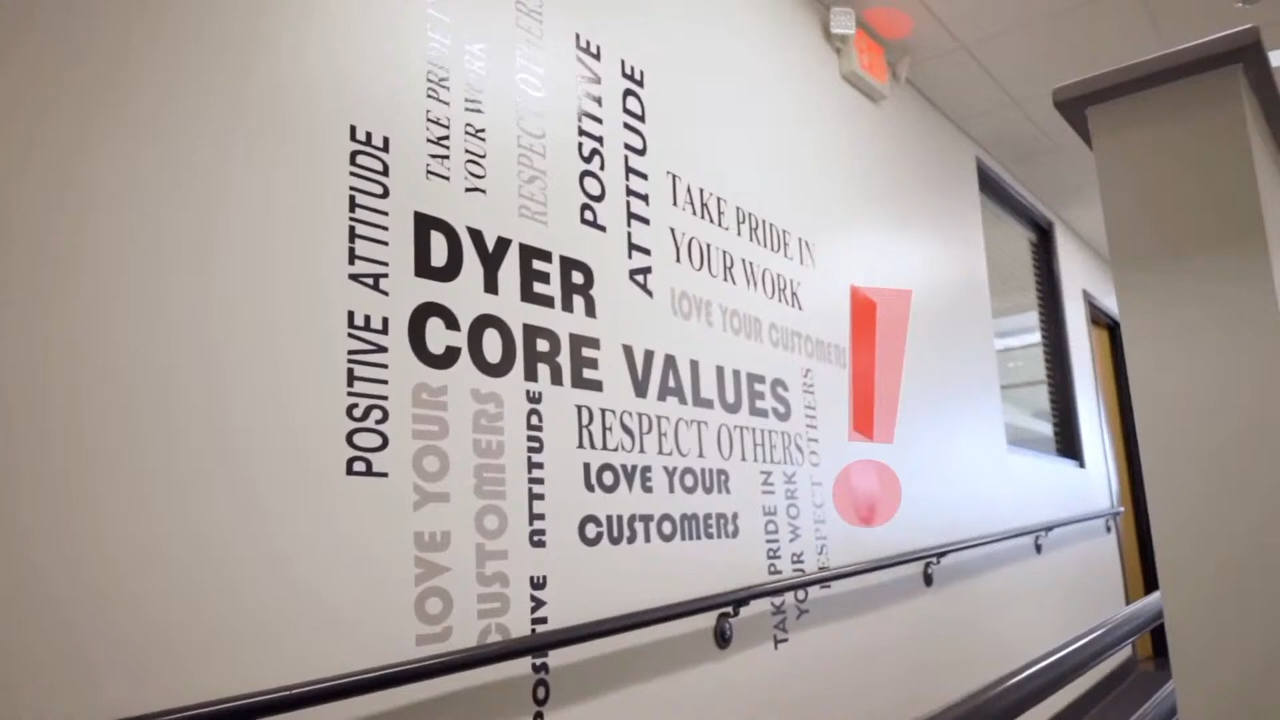 POSITIVE ATTITUDE
TAKE PRIDE
YOUR WORK
RESPECT OTHERS
POSITIVE
ATTITUDE
TAKE PRIDE IN
YOUR WORK
LOVE YOUR CUSTOMERS
DYER
CORE VALUES
!
RESPECT OTHERS
LOVE YOUR
CUSTOMERS
LOVE YOUR
CUSTOMERS
POSITIVE ATTITUDE
TAKE PRIDE IN
YOUR WORK
RESPECT OTHERS